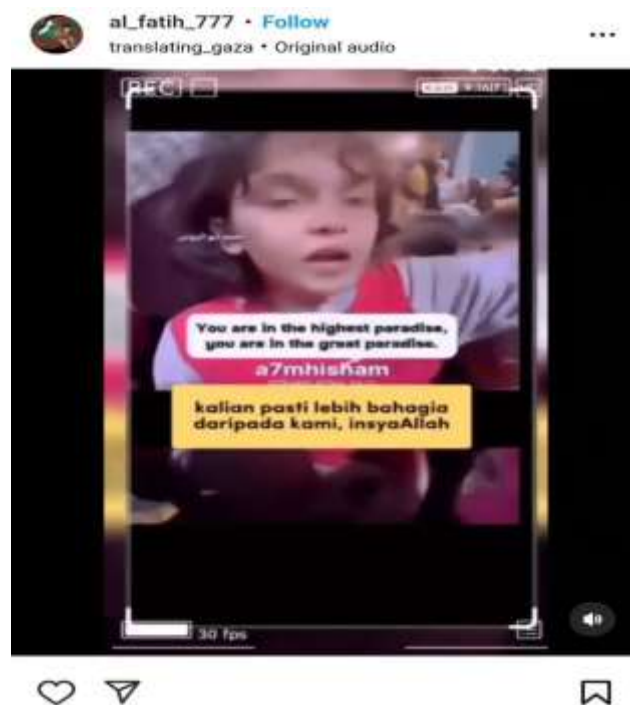 al_fatih_777 • Follow
translating_gaza • Original audio
REC
You are in the highest paradise,
you are in the great paradise.
a7mhisham
kalian pasti lebih bahagia
daripada kami, insyaAllah
30 fps